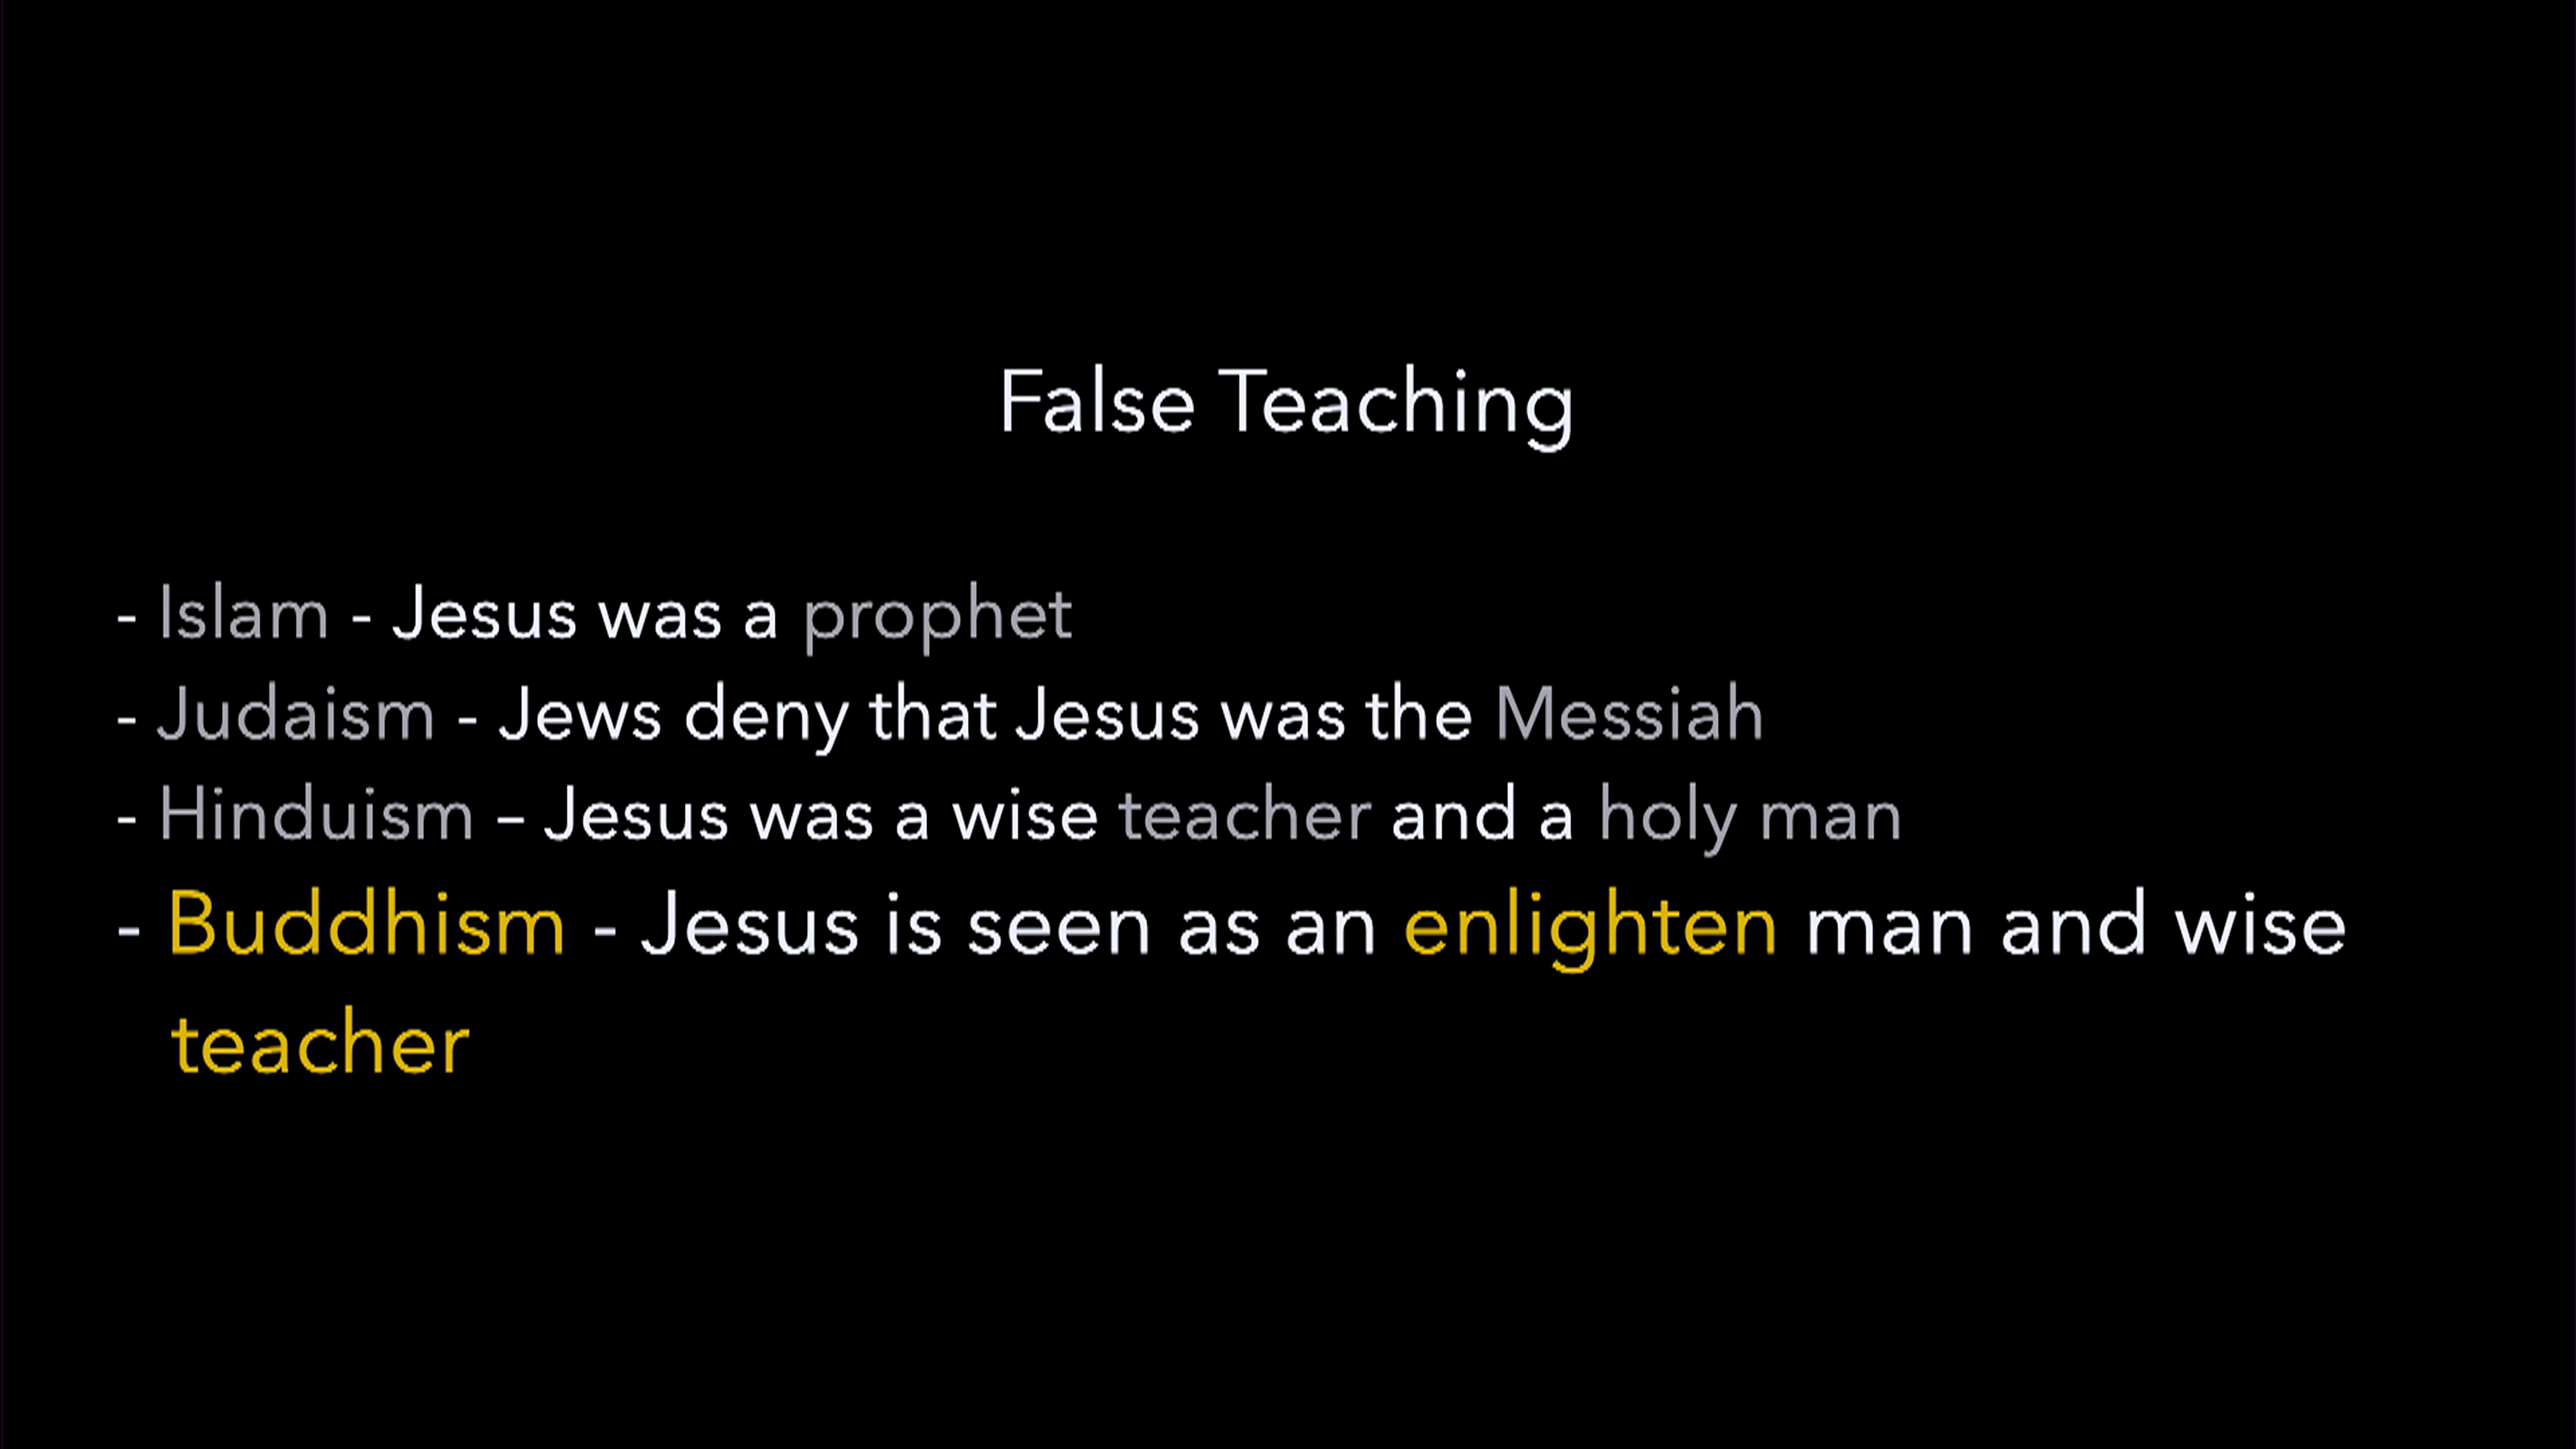 False Teaching
- Islam - Jesus was a prophet
- Judaism - Jews deny that Jesus was the Messiah
- Hinduism – Jesus was a wise teacher and a holy man
- Buddhism - Jesus is seen as an enlighten man and wise
teacher